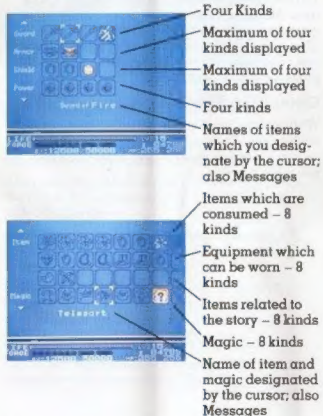 Four Kinds
Maximum of four
kinds displayed
Maximum of four
kinds displayed
Four kinds
Names of items
which you desig-
nate by the cursor;
also Messages
Sword
Armor
Shield
Power
Sword of Fire
Items which are
consumed – 8
kinds
Equipment which
can be worn – 8
kinds
Items related to
the story – 8 kinds
Magic – 8 kinds
Name of item and
magic designated
by the cursor; also
Messages
Item
Magic
?
Teleport